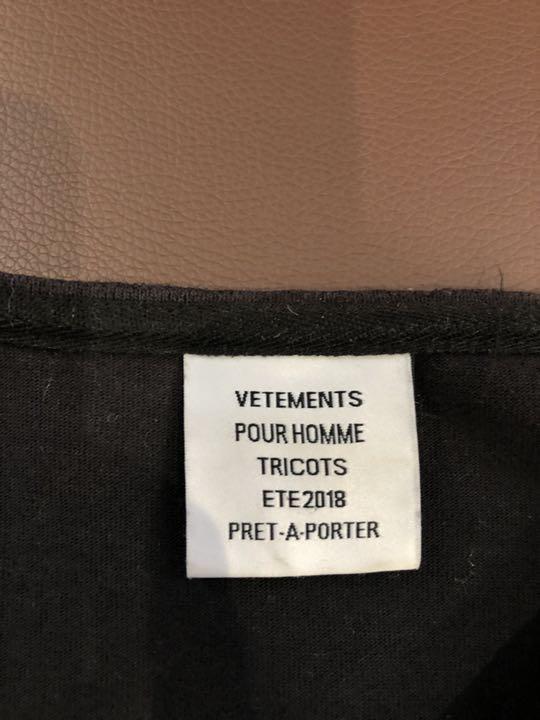 VETEMENTS
POUR HOMME
TRICOTS
ETE2018
PRET-A-PORTER